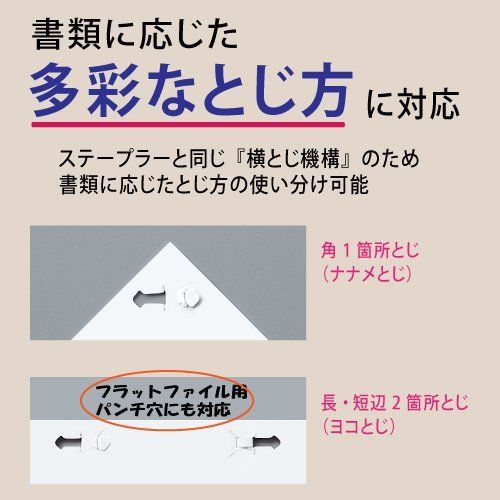 書類に応じた
多彩なとじ方に対応
ステープラーと同じ『横とじ機構』のため
書類に応じたとじ方の使い分け可能
角1箇所とじ
（ナナメとじ）
フラットファイル用
パンチ穴にも対応
長・短辺2箇所とじ
（ヨコとじ）